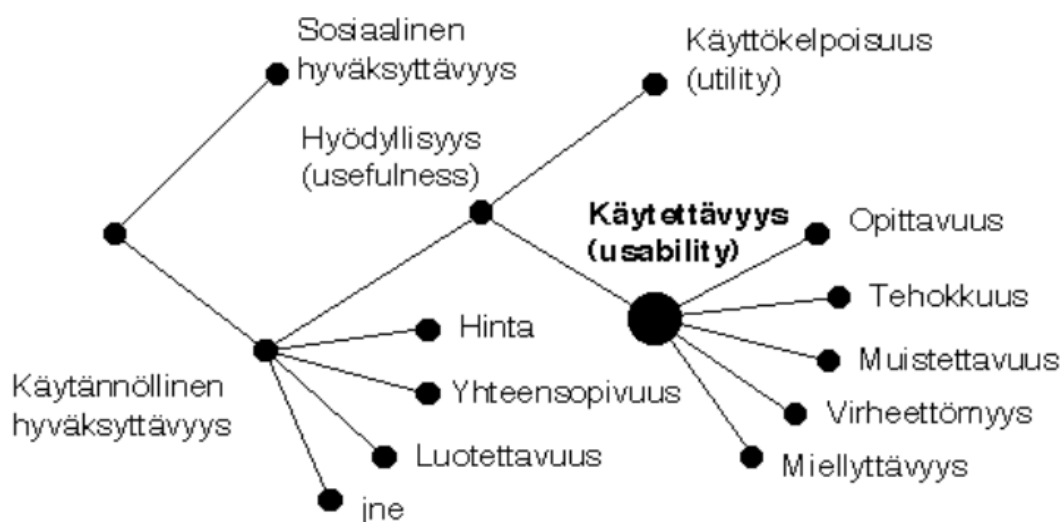 Sosiaalinen
hyväksyttävyys
Käyttökelpoisuus
(utility)
Hyödyllisyys
(usefulness)
Käytettävyys
(usability)
Opittavuus
Tehokkuus
Muistettavuus
Virheettömyys
Miellyttävyys
Hinta
Yhteensopivuus
Luotettavuus
jne
Käytännöllinen
hyväksyttävyys